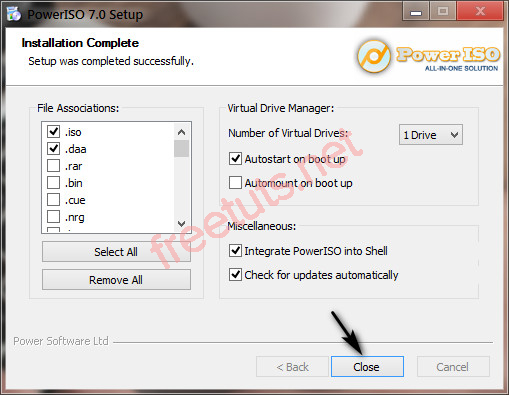 PowerISO 7.0 Setup
Installation Complete
Setup was completed successfully.
Power ISO
ALL-IN-ONE SOLUTION
File Associations:
.iso
.daa
.rar
.bin
.cue
.nrg
Select All
Remove All
Virtual Drive Manager:
Number of Virtual Drives:
1 Drive
Autostart on boot up
Automount on boot up
Miscellaneous:
Integrate PowerISO into Shell
Check for updates automatically
freetuts.net
Power Software Ltd
< Back
Close
Cancel